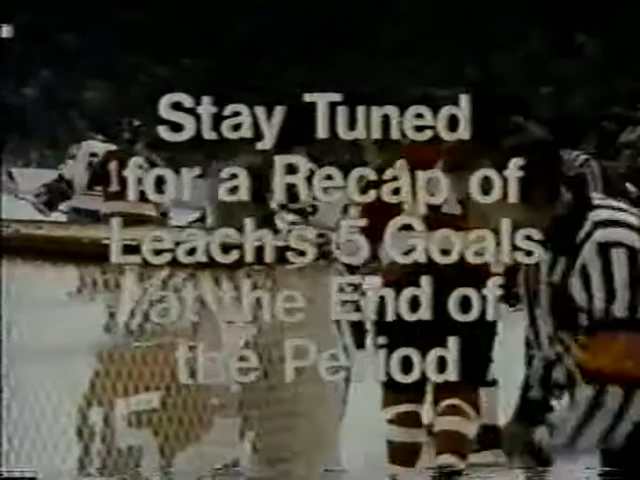 Stay Tuned
for a Recap of
Leach's 5 Goals
at the End of
the Period